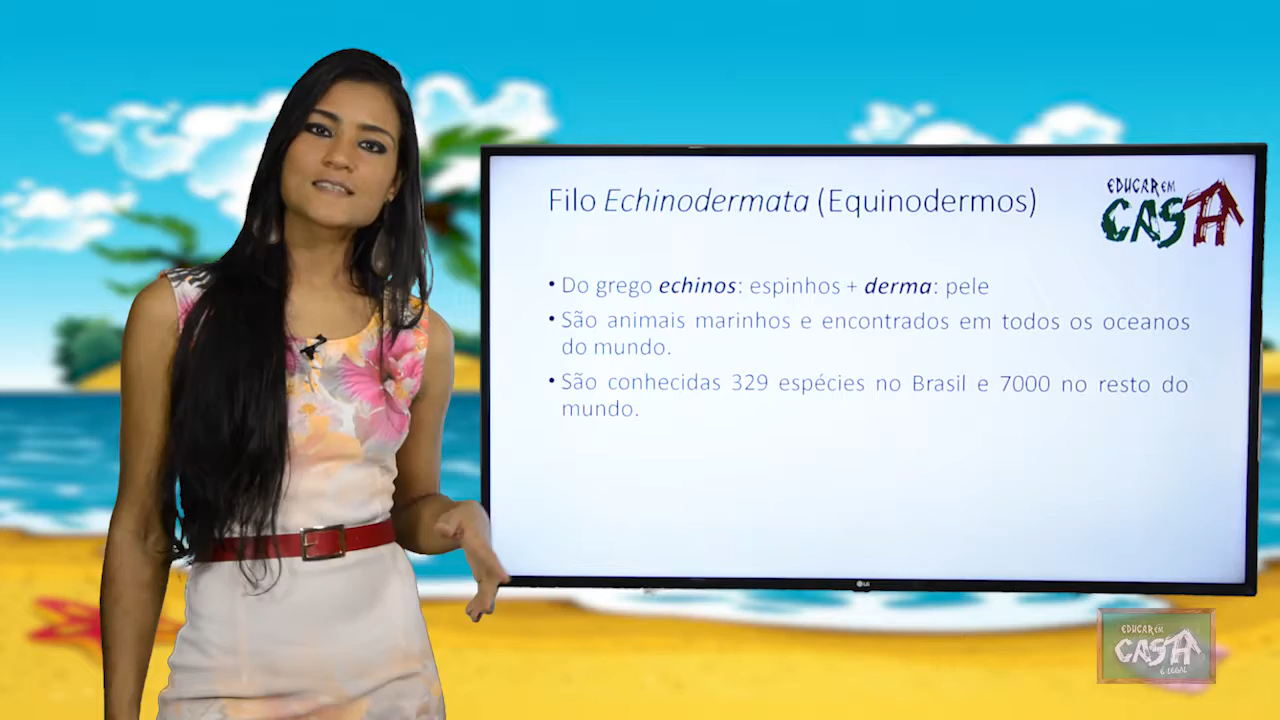 Filo Echinodermata (Equinodermos)
EDUCAR EM
CASA
• Do grego echinos: espinhos + derma: pele
• São animais marinhos e encontrados em todos os oceanos
do mundo.
• São conhecidas 329 espécies no Brasil e 7000 no resto do
mundo.
LG
EDUCAR EM
CASA
É LEGAL